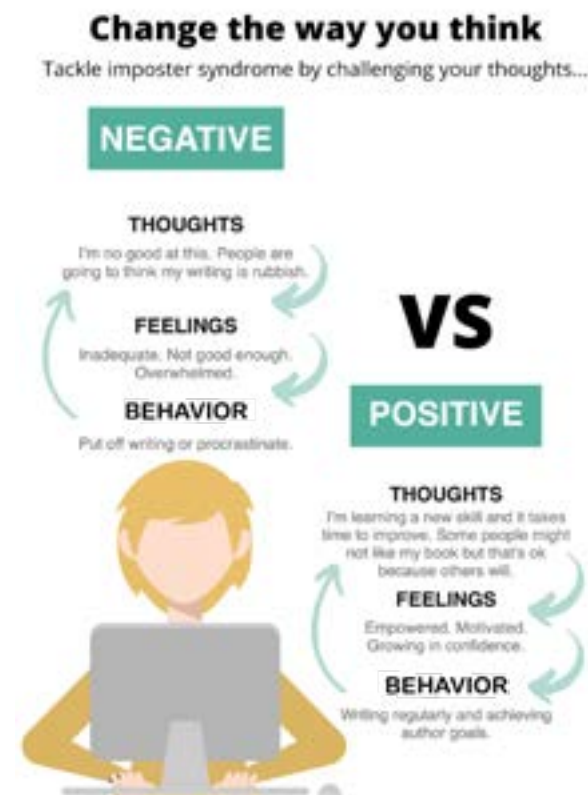 Change the way you think
Tackle imposter syndrome by challenging your thoughts...
NEGATIVE
THOUGHTS
I'm no good at this. People are
going to think my writing is rubbish.
FEELINGS
Inadequate. Not good enough.
Overwhelmed.
BEHAVIOR
Put off writing or procrastinate.
VS
POSITIVE
THOUGHTS
I'm learning a new skill and it takes
time to improve. Some people might
not like my book but that's ok
because others will.
FEELINGS
Empowered. Motivated.
Growing in confidence.
BEHAVIOR
Writing regularly and achieving
author goals.